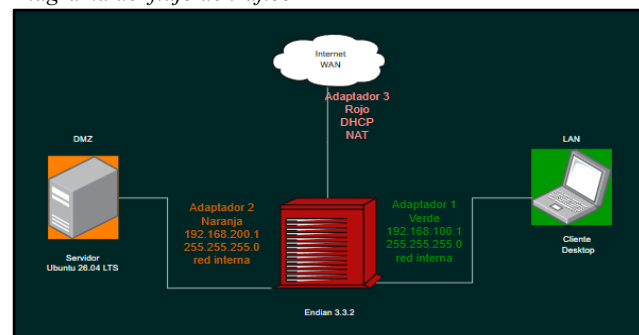 Internet
WAN
Adaptador 3
Rojo
DHCP
NAT
DMZ
LAN
Adaptador 2
Naranja
192.168.200.1
255.255.255.0
red interna
Adaptador 1
Verde
192.168.100.1
255.255.255.0
red interna
Servidor
Ubuntu 26.04 LTS
Cliente
Desktop
Endian 3.3.2